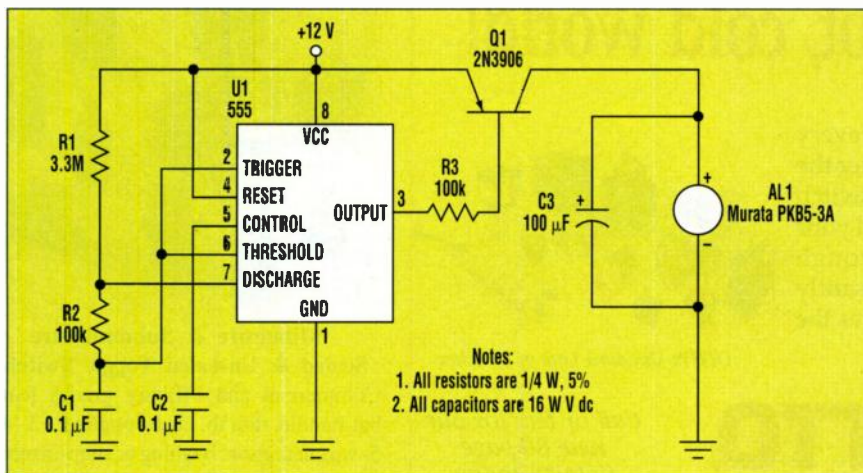 +12 V
Q1
2N3906
U1
555
8
VCC
R1
3.3M
2
TRIGGER
4
RESET
5
CONTROL
6
THRESHOLD
7
DISCHARGE
OUTPUT
3
R3
100k
GND
1
C3
+
100 µF
+
AL1
Murata PKB5-3A
−
R2
100k
C1
0.1 µF
C2
0.1 µF
Notes:
1. All resistors are 1/4 W, 5%
2. All capacitors are 16 W V dc